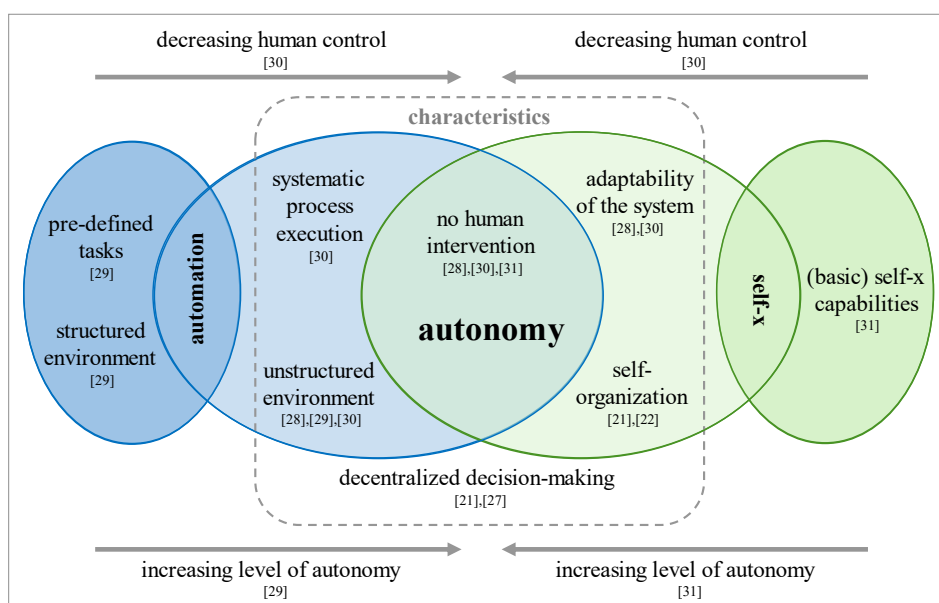 decreasing human control
[30]
decreasing human control
[30]
characteristics
pre-defined
tasks
[29]
structured
environment
[29]
automation
systematic
process
execution
[30]
unstructured
environment
[28],[29],[30]
no human
intervention
[28],[30],[31]
autonomy
adaptability
of the system
[28],[30]
self-
organization
[21],[22]
self-x
(basic) self-x
capabilities
[31]
decentralized decision-making
[21],[27]
increasing level of autonomy
[29]
increasing level of autonomy
[31]